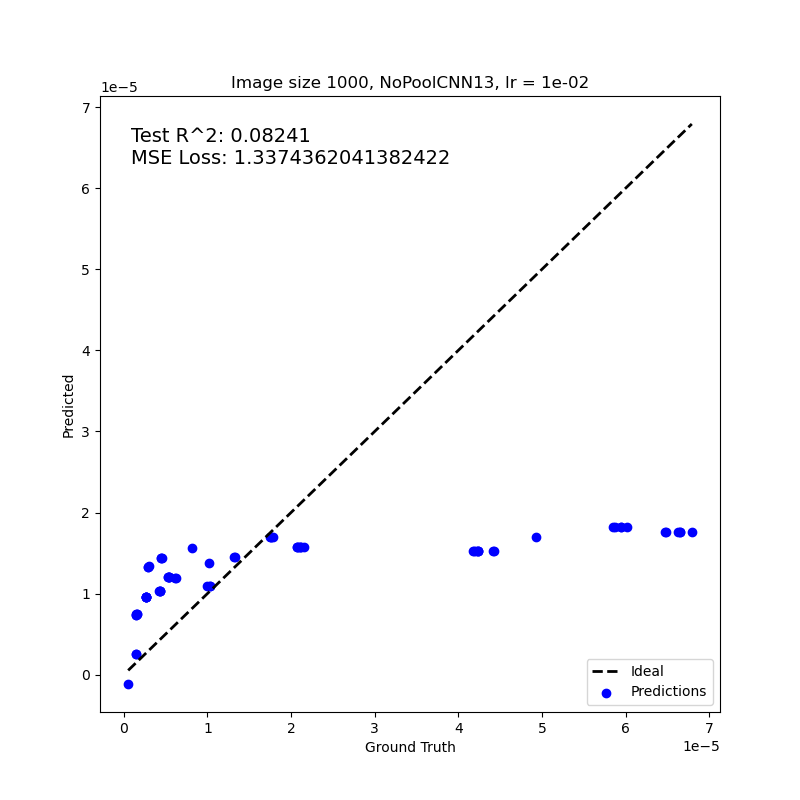 Image size 1000, NoPoolCNN13, lr = 1e-02
1e−5
7
Test R^2: 0.08241
MSE Loss: 1.3374362041382422
6
5
4
3
2
1
0
Predicted
Ideal
Predictions
0 1 2 3 4 5 6 7
Ground Truth
1e−5